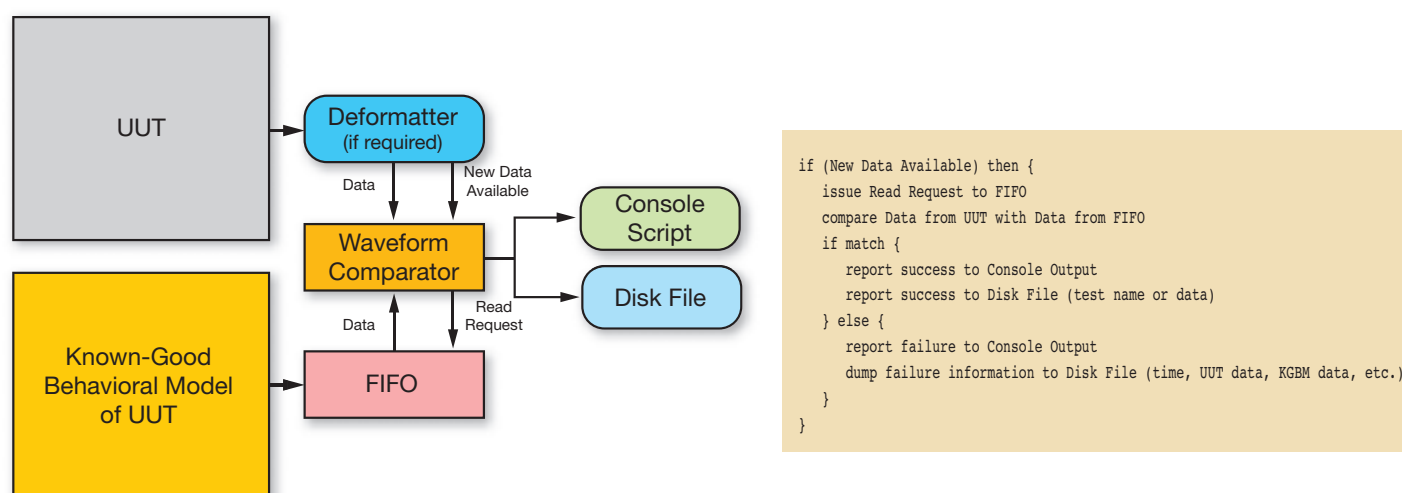 UUT
Deformatter
(if required)
Data
New Data
Available
Waveform
Comparator
Console
Script
Disk File
Data
Read
Request
Known-Good
Behavioral Model
of UUT
FIFO
if (New Data Available) then {
issue Read Request to FIFO
compare Data from UUT with Data from FIFO
if match {
report success to Console Output
report success to Disk File (test name or data)
} else {
report failure to Console Output
dump failure information to Disk File (time, UUT data, KGBM data, etc.)
}
}